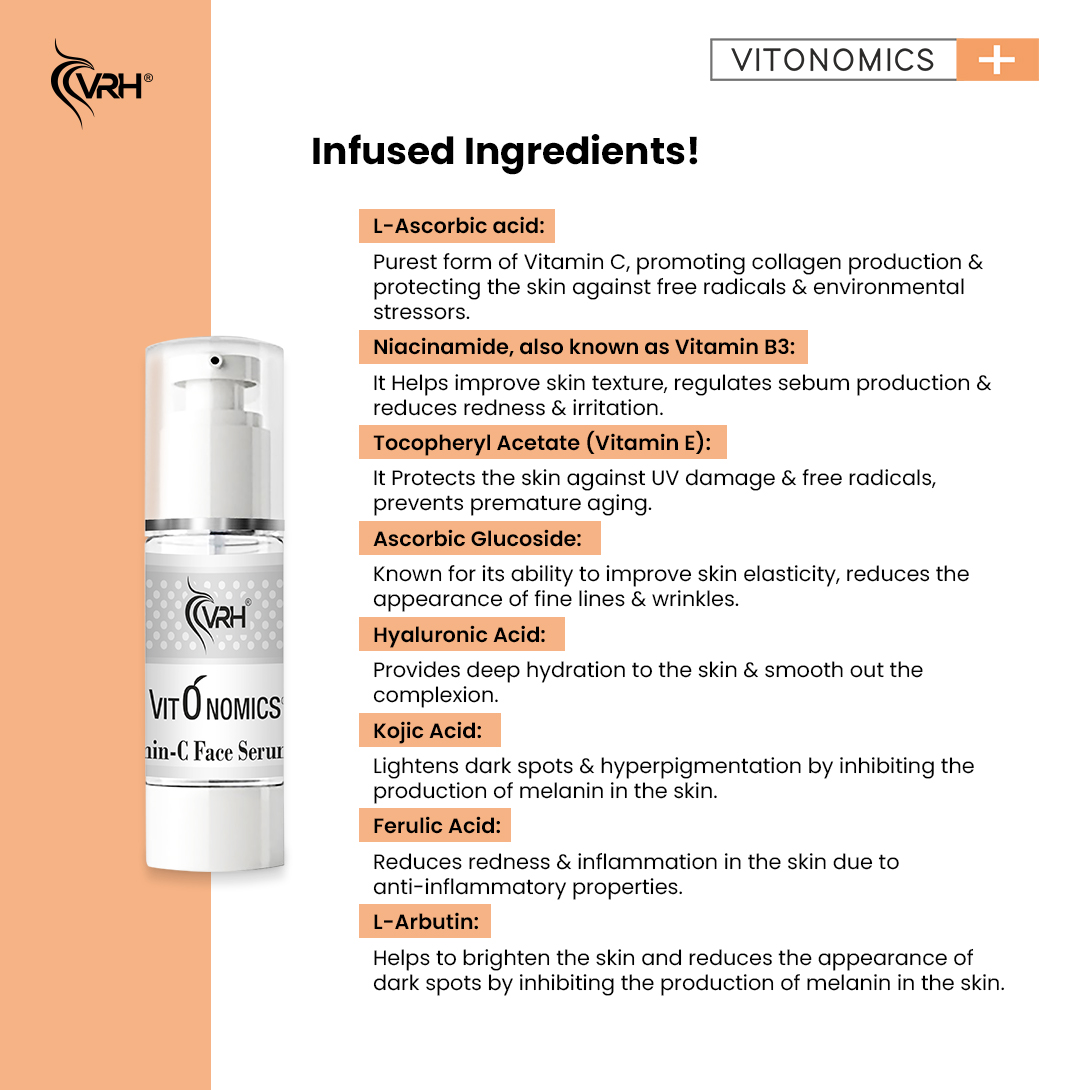 VRH®
VITONOMICS +
Infused Ingredients!
L-Ascorbic acid:
Purest form of Vitamin C, promoting collagen production &
protecting the skin against free radicals & environmental
stressors.
Niacinamide, also known as Vitamin B3:
It Helps improve skin texture, regulates sebum production &
reduces redness & irritation.
Tocopheryl Acetate (Vitamin E):
It Protects the skin against UV damage & free radicals,
prevents premature aging.
Ascorbic Glucoside:
Known for its ability to improve skin elasticity, reduces the
appearance of fine lines & wrinkles.
Hyaluronic Acid:
Provides deep hydration to the skin & smooth out the
complexion.
Kojic Acid:
Lightens dark spots & hyperpigmentation by inhibiting the
production of melanin in the skin.
Ferulic Acid:
Reduces redness & inflammation in the skin due to
anti-inflammatory properties.
L-Arbutin:
Helps to brighten the skin and reduces the appearance of
dark spots by inhibiting the production of melanin in the skin.
VRH®
VITONOMICS
min-C Face Serum